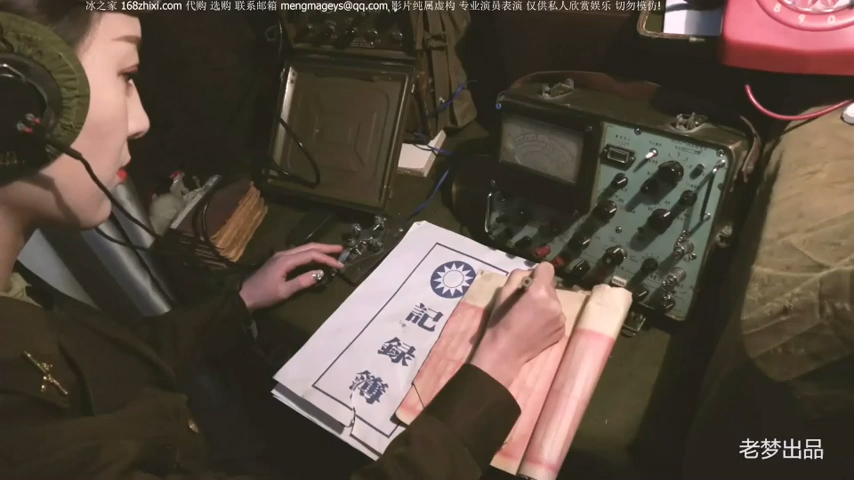 冰之家 168zhixi.com 代购 选购 联系邮箱 mengmageys@qq.com 影片纯属虚构 专业演员表演 仅供私人欣赏娱乐 切勿模仿!
記録簿
老梦出品